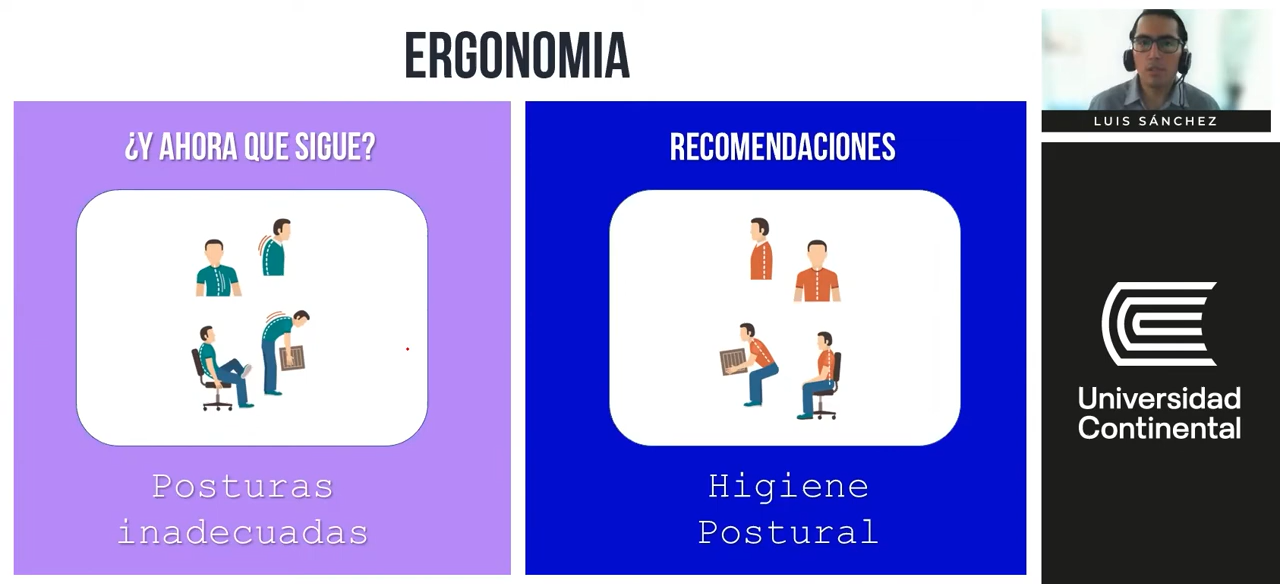 ERGONOMIA
¿Y AHORA QUE SIGUE?
Posturas
inadecuadas
RECOMENDACIONES
Higiene
Postural
LUIS SÁNCHEZ
Universidad
Continental